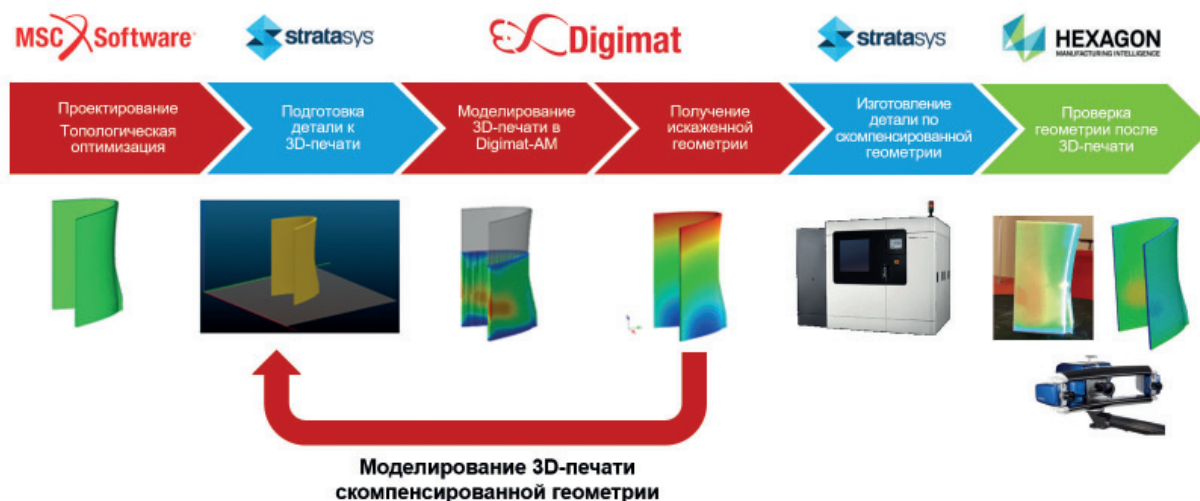 MSC Software
stratasys
Digimat
stratasys
HEXAGON
MANUFACTURING INTELLIGENCE
Проектирование
Топологическая
оптимизация
Подготовка
детали к
3D-печати
Моделирование
3D-печати в
Digimat-AM
Получение
искаженной
геометрии
Изготовление
детали по
скомпенсированной
геометрии
Проверка
геометрии после
3D-печати
Моделирование 3D-печати
скомпенсированной геометрии